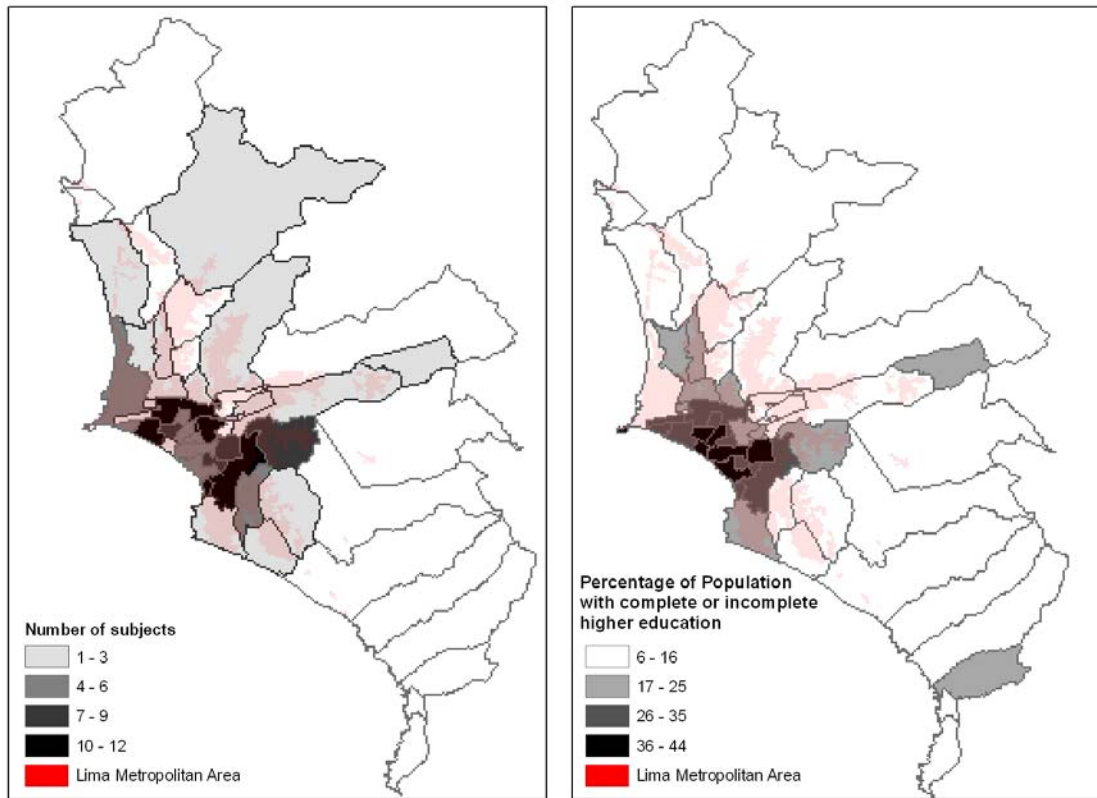 Number of subjects
1 - 3
4 - 6
7 - 9
10 - 12
Lima Metropolitan Area
Percentage of Population
with complete or incomplete
higher education
6 - 16
17 - 25
26 - 35
36 - 44
Lima Metropolitan Area